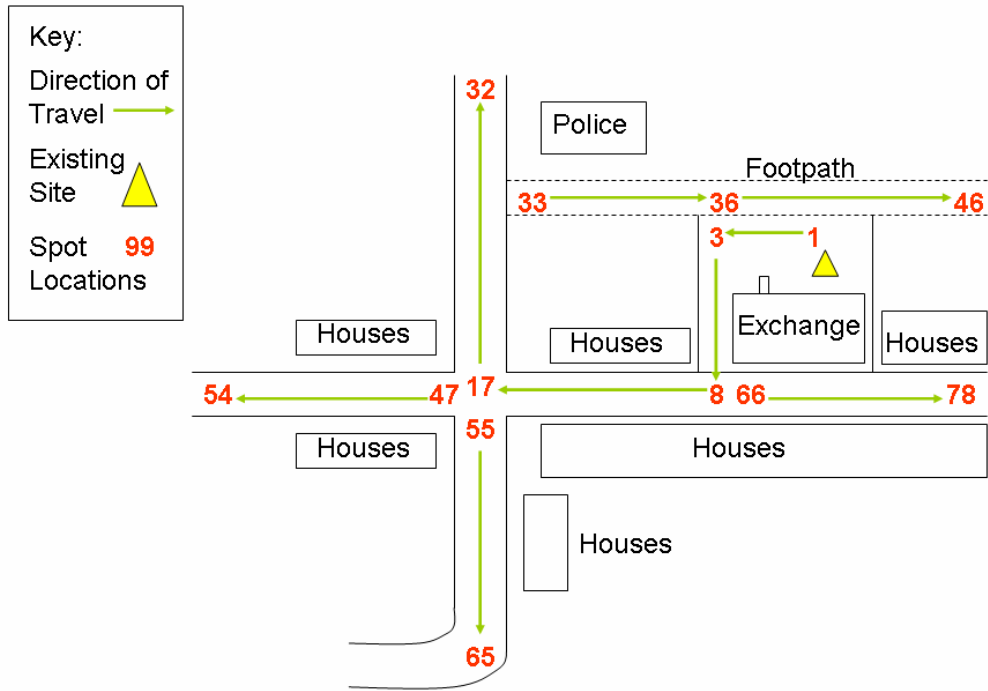 Key:
Direction of
Travel
Existing
Site
Spot 99
Locations
32
Police
Footpath
33 36 46
3 1
Houses
Houses
Exchange
Houses
54 47 17 8 66 78
55
Houses
Houses
Houses
65